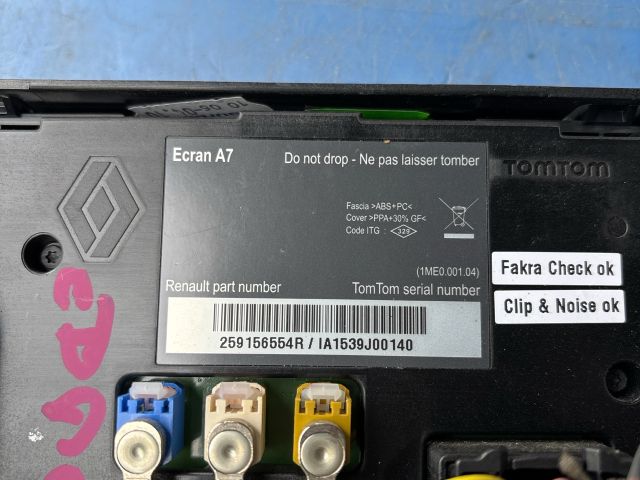 Ecran A7
Do not drop - Ne pas laisser tomber
TOMTOM
Fascia >ABS+PC<
Cover >PPA+30% GF<
Code ITG : 329
(1ME0.001.04)
Renault part number
TomTom serial number
259156554R / IA1539J00140
Fakra Check ok
Clip & Noise ok